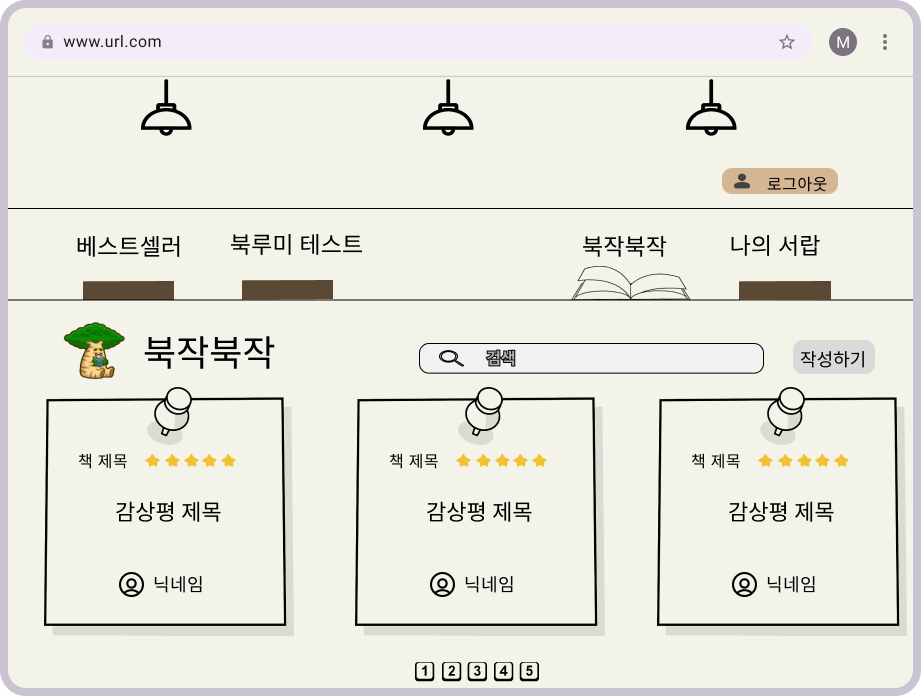 www.url.com
M
로그아웃
베스트셀러 북루미 테스트 북작북작 나의 서랍
북작북작
검색
작성하기
책 제목
책 제목
책 제목
감상평 제목
감상평 제목
감상평 제목
닉네임
닉네임
닉네임
1 2 3 4 5